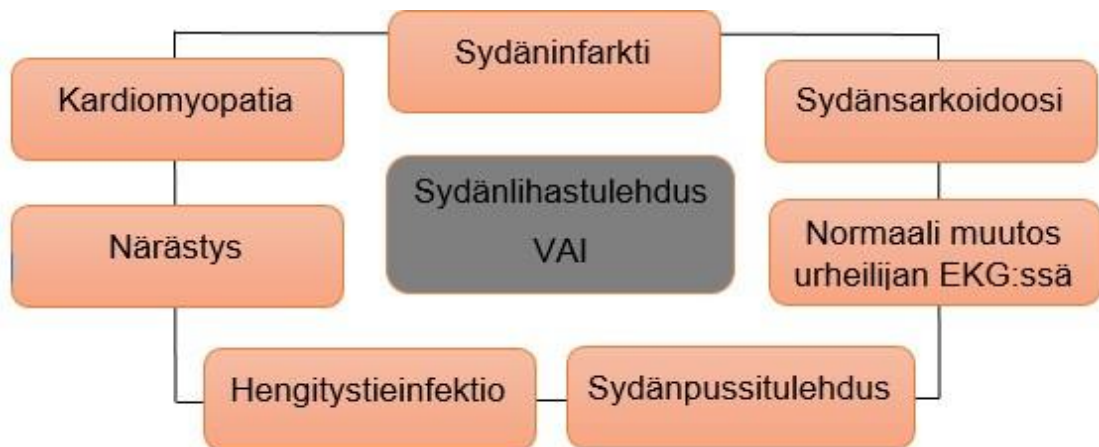 Sydäninfarkti
Kardiomyopatia
Sydänsarkoidoosi
Sydänlihastulehdus
VAI
Närästys
Normaali muutos
urheilijan EKG:ssä
Hengitystieinfektio
Sydänpussitulehdus